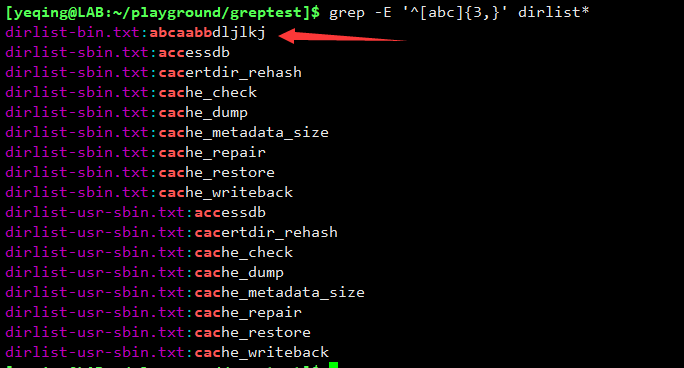 [yeqing@LAB:~/playground/greptest]$ grep -E '^[abc]{3,}' dirlist*
dirlist-bin.txt:abcaabbdljlkj
dirlist-sbin.txt:accessdb
dirlist-sbin.txt:cacertdir_rehash
dirlist-sbin.txt:cache_check
dirlist-sbin.txt:cache_dump
dirlist-sbin.txt:cache_metadata_size
dirlist-sbin.txt:cache_repair
dirlist-sbin.txt:cache_restore
dirlist-sbin.txt:cache_writeback
dirlist-usr-sbin.txt:accessdb
dirlist-usr-sbin.txt:cacertdir_rehash
dirlist-usr-sbin.txt:cache_check
dirlist-usr-sbin.txt:cache_dump
dirlist-usr-sbin.txt:cache_metadata_size
dirlist-usr-sbin.txt:cache_repair
dirlist-usr-sbin.txt:cache_restore
dirlist-usr-sbin.txt:cache_writeback